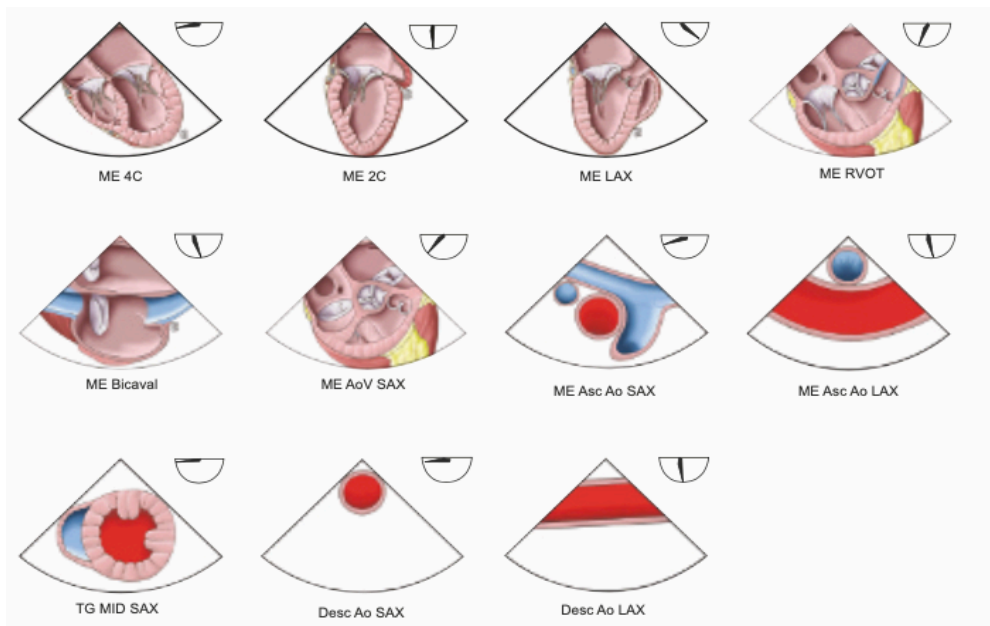 ME 4C
ME 2C
ME LAX
ME RVOT
ME Bicaval
ME AoV SAX
ME Asc Ao SAX
ME Asc Ao LAX
TG MID SAX
Desc Ao SAX
Desc Ao LAX